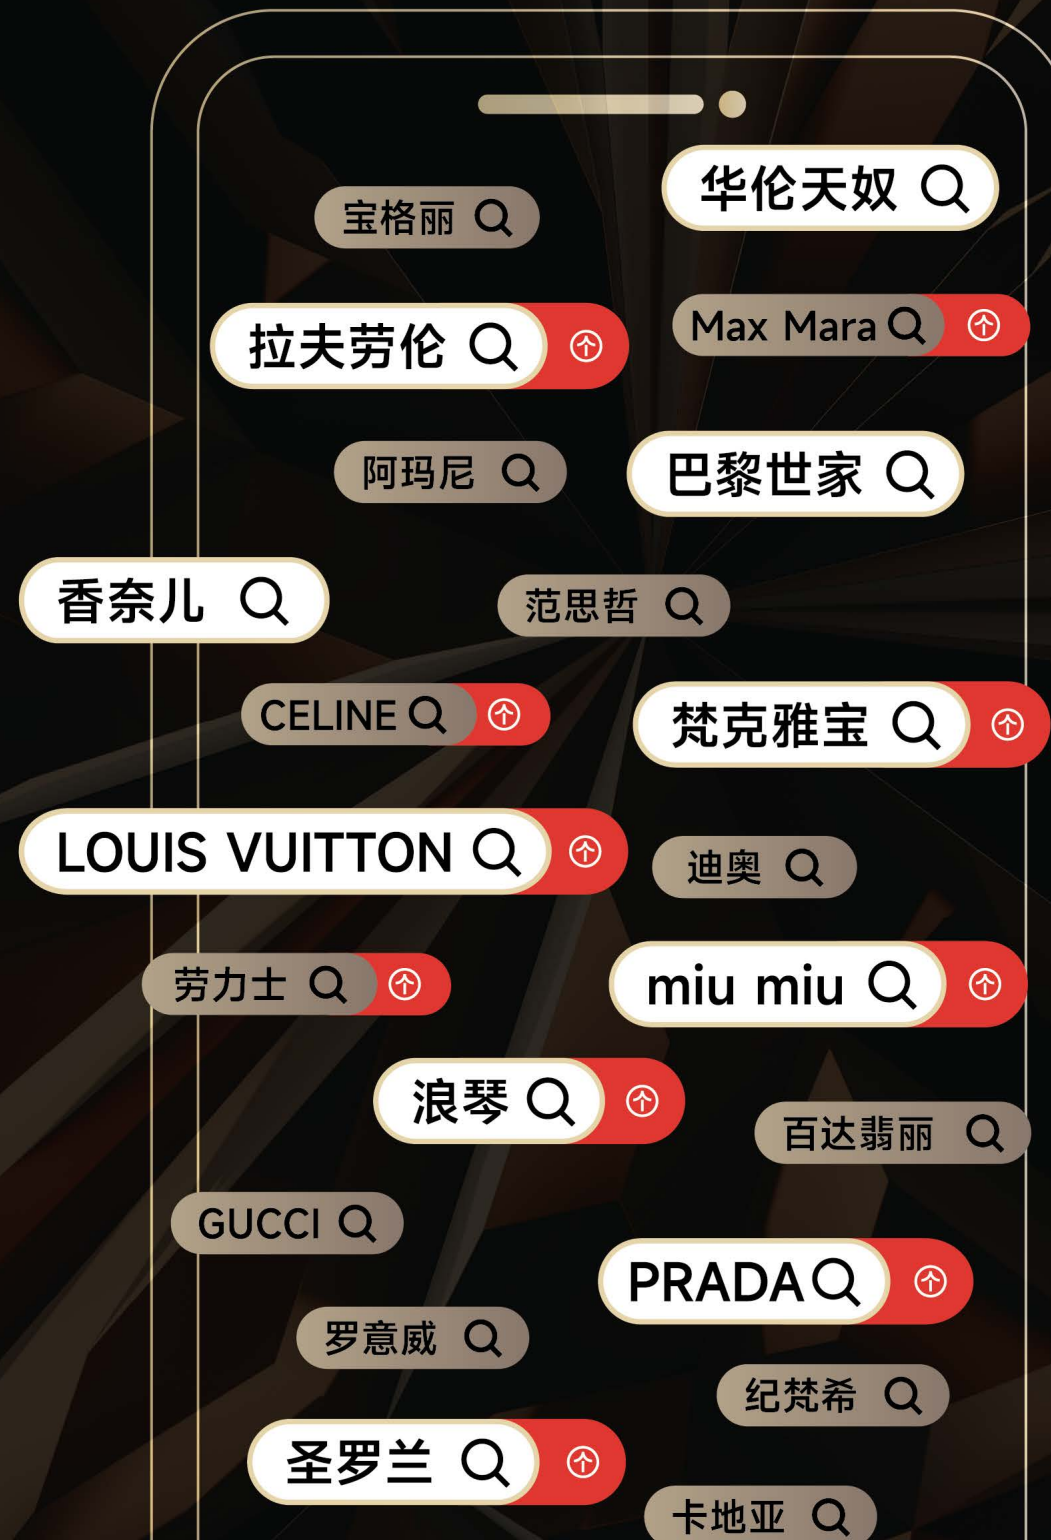 华伦天奴
宝格丽
拉夫劳伦
Max Mara
阿玛尼
巴黎世家
香奈儿
范思哲
CELINE
梵克雅宝
LOUIS VUITTON
迪奥
劳力士
miu miu
浪琴
百达翡丽
GUCCI
PRADA
罗意威
纪梵希
圣罗兰
卡地亚